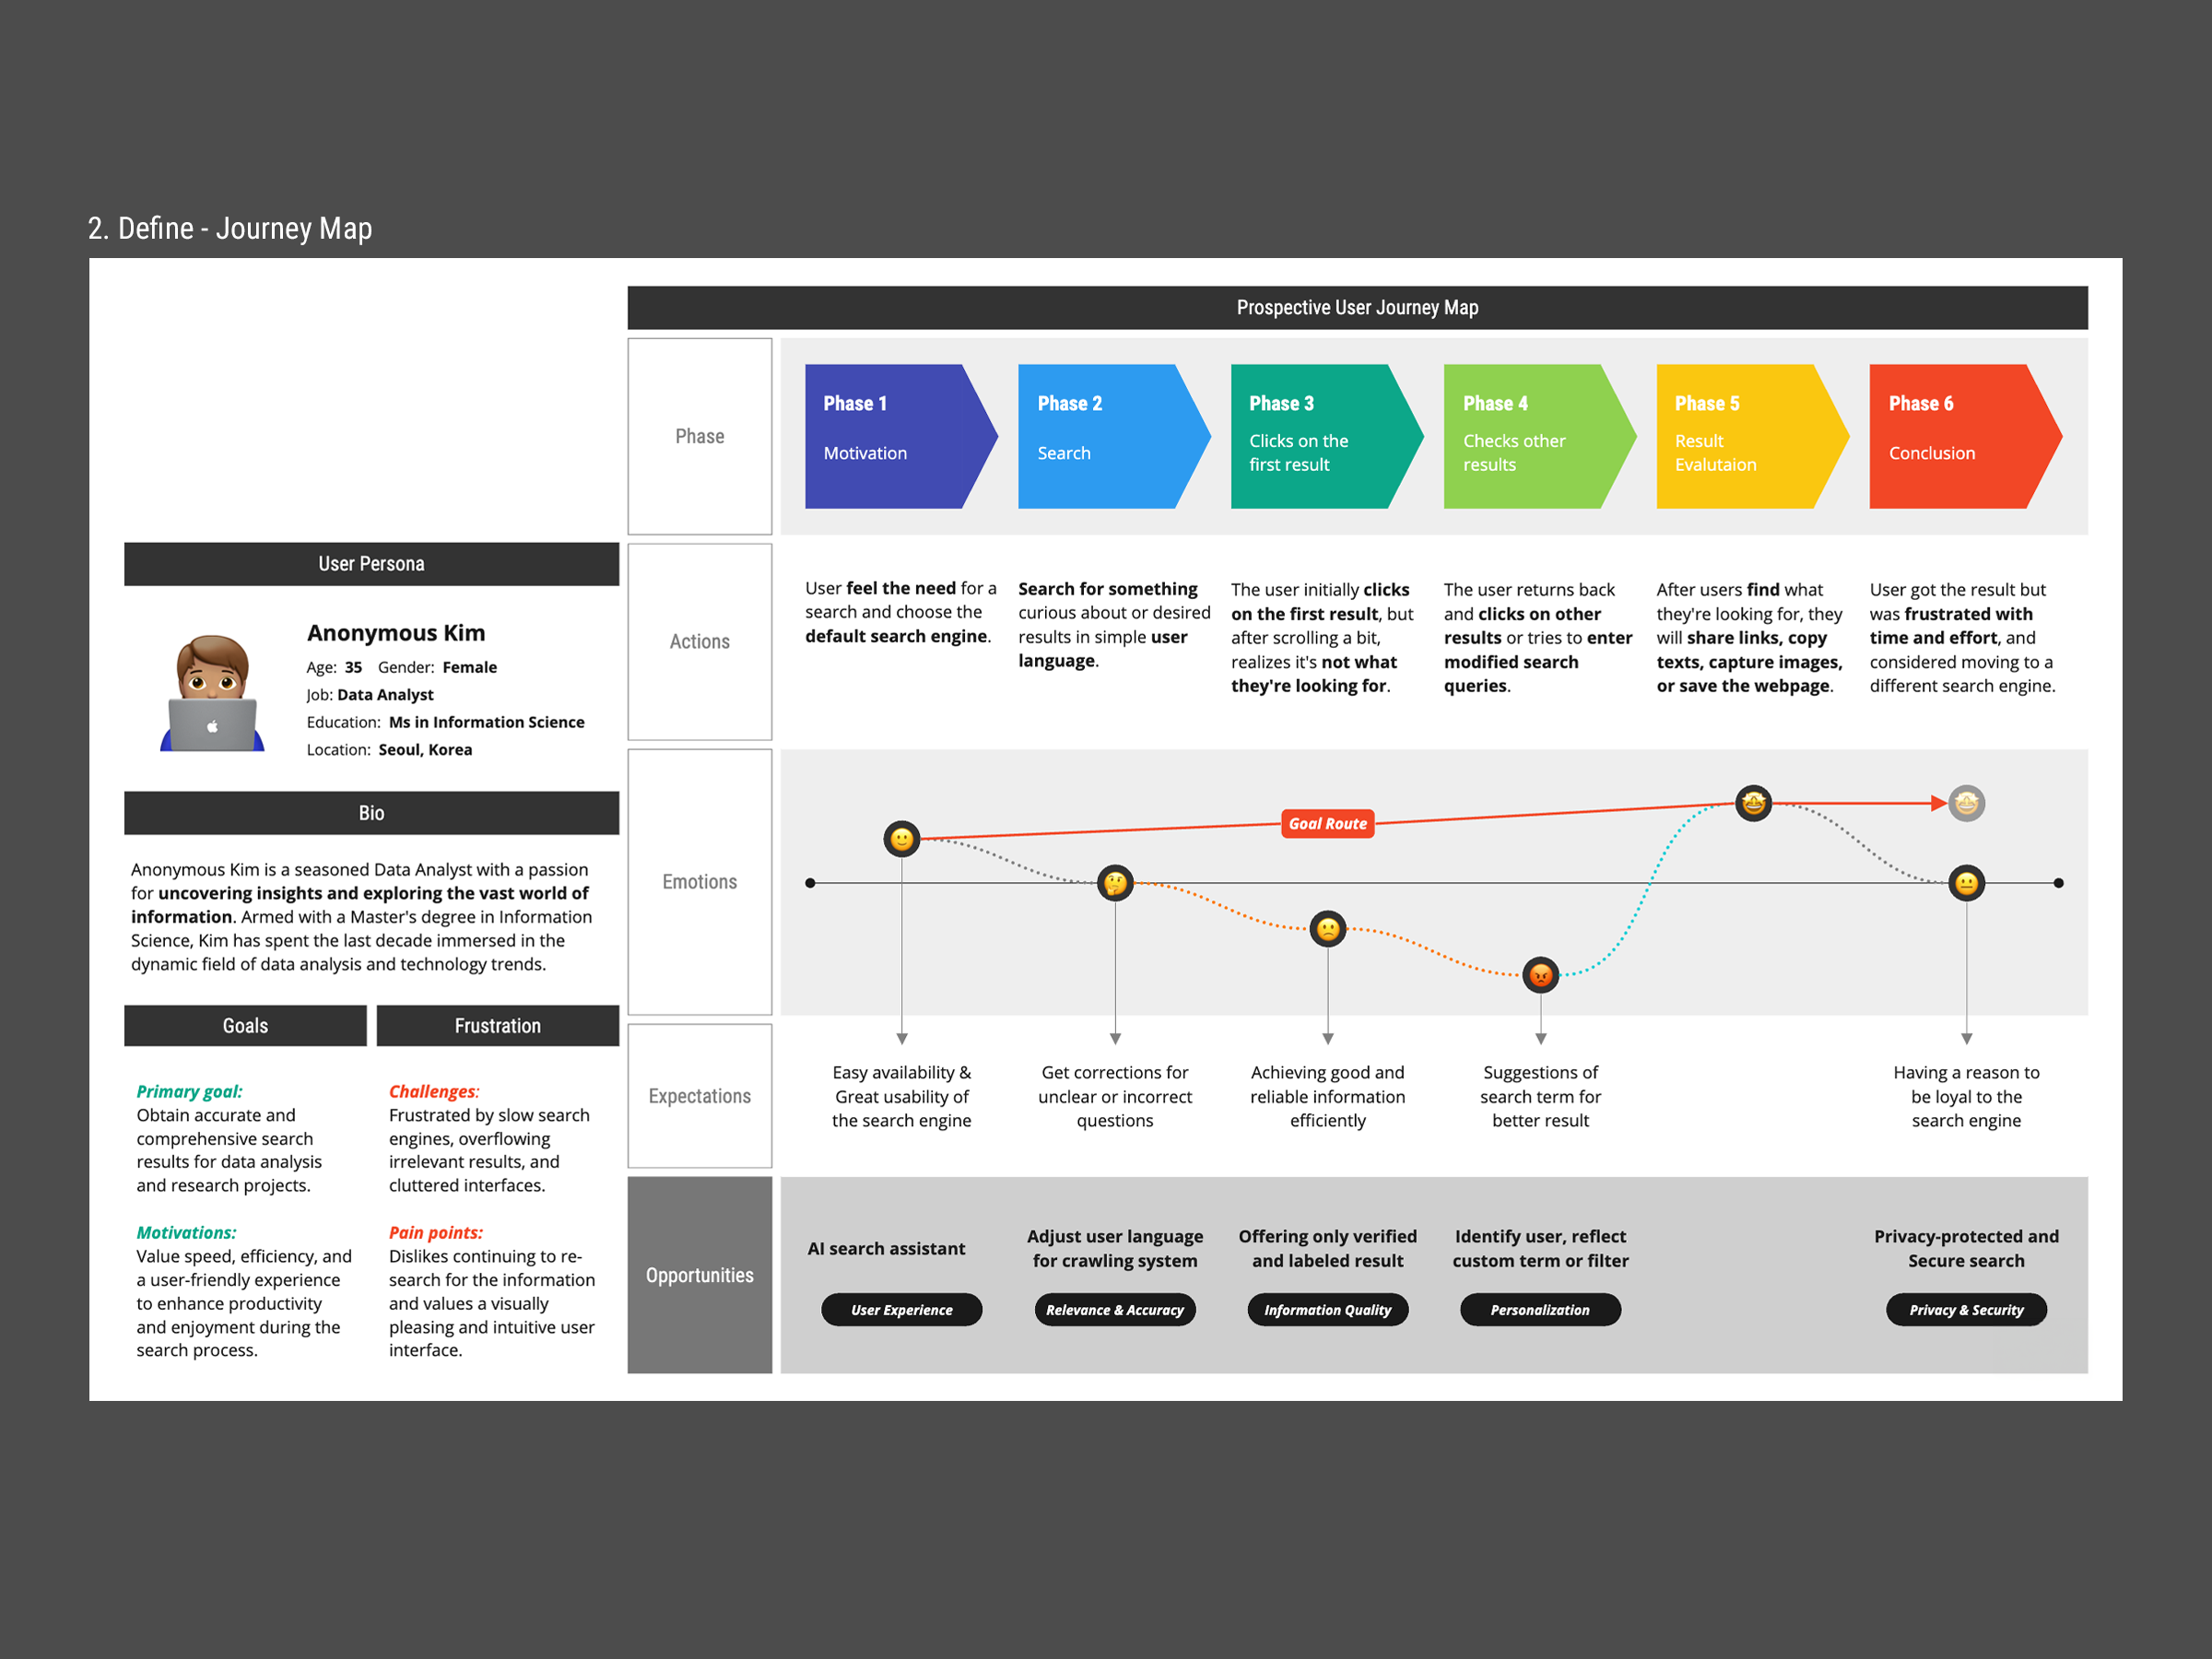 2. Define - Journey Map
Prospective User Journey Map
Phase
Phase 1
Motivation
Phase 2
Search
Phase 3
Clicks on the
first result
Phase 4
Checks other
results
Phase 5
Result
Evalutaion
Phase 6
Conclusion
User Persona
Anonymous Kim
Age: 35 Gender: Female
Job: Data Analyst
Education: Ms in Information Science
Location: Seoul, Korea
Bio
Anonymous Kim is a seasoned Data Analyst with a passion
for uncovering insights and exploring the vast world of
information. Armed with a Master's degree in Information
Science, Kim has spent the last decade immersed in the
dynamic field of data analysis and technology trends.
Goals
Primary goal:
Obtain accurate and
comprehensive search
results for data analysis
and research projects.
Motivations:
Value speed, efficiency, and
a user-friendly experience
to enhance productivity
and enjoyment during the
search process.
Frustration
Challenges:
Frustrated by slow search
engines, overflowing
irrelevant results, and
cluttered interfaces.
Pain points:
Dislikes continuing to re-
search for the information
and values a visually
pleasing and intuitive user
interface.
Actions
User feel the need for a
search and choose the
default search engine.
Search for something
curious about or desired
results in simple user
language.
The user initially clicks
on the first result, but
after scrolling a bit,
realizes it's not what
they're looking for.
The user returns back
and clicks on other
results or tries to enter
modified search
queries.
After users find what
they're looking for, they
will share links, copy
texts, capture images,
or save the webpage.
User got the result but
was frustrated with
time and effort, and
considered moving to a
different search engine.
Emotions
Goal Route
Expectations
Easy availability &
Great usability of
the search engine
Get corrections for
unclear or incorrect
questions
Achieving good and
reliable information
efficiently
Suggestions of
search term for
better result
Having a reason to
be loyal to the
search engine
Opportunities
AI search assistant
User Experience
Adjust user language
for crawling system
Relevance & Accuracy
Offering only verified
and labeled result
Information Quality
Identify user, reflect
custom term or filter
Personalization
Privacy-protected and
Secure search
Privacy & Security